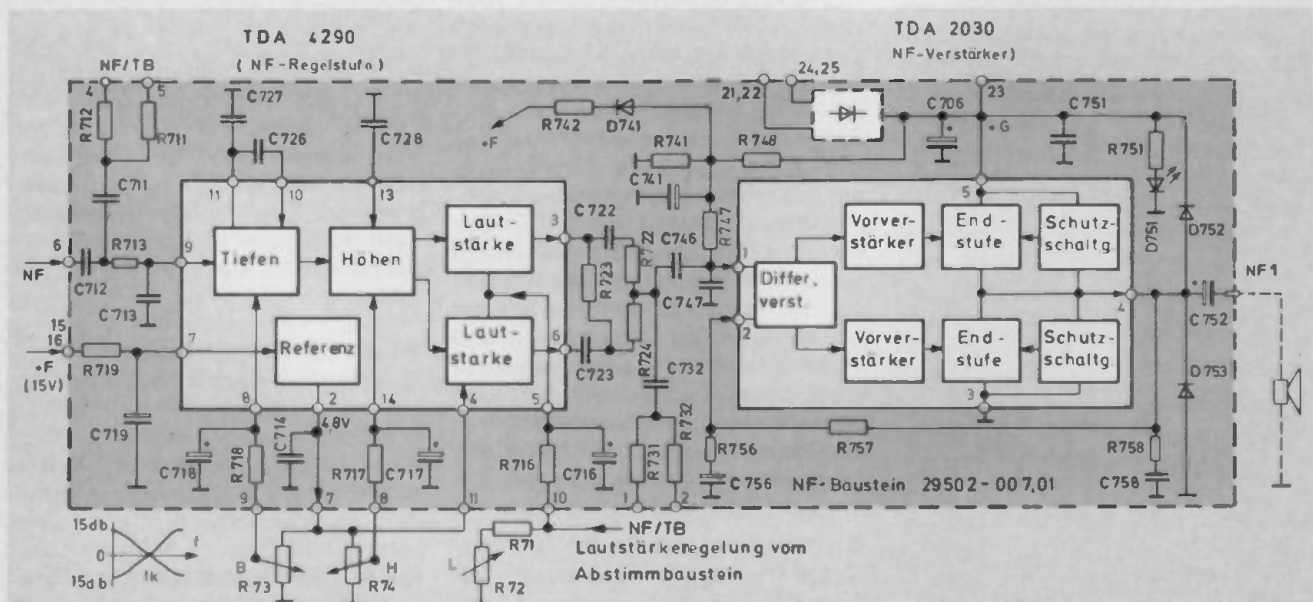 TDA 4290
( NF-Regelstufe )
TDA 2030
NF-Verstärker)
NF/TB
4
5
C727
24,25
21,22
23
R712
R711
C726
C728
+F
R742
D741
R741
R748
C706
+G
C751
R751
C711
C741
D751
D752
11
10
13
5
6
NF
C712
R713
C713
9
Tiefen
Höhen
Laut-
stärke
3
C722
R723
R722
C746
R747
C747
1
2
Differ.
verst.
Vorver-
stärker
End-
stufe
Schutz-
schaltg.
4
C752
NF1
15
16
+F
(15V)
R719
C719
7
Referenz
Laut-
stärke
6
C723
R724
C732
Vorver-
stärker
End-
stufe
Schutz-
schaltg.
3
D753
8
2
14
4
5
4,8V
C718
R718
C714
R717
C717
R716
C716
R731
R732
R756
C756
R757
R758
C758
NF-Baustein 29502-007,01
9
7
8
11
10
1
2
15db
0
15db
f
1k
B
R73
H
R74
L
R71
R72
NF/TB
Lautstärkeregelung vom
Abstimmbaustein